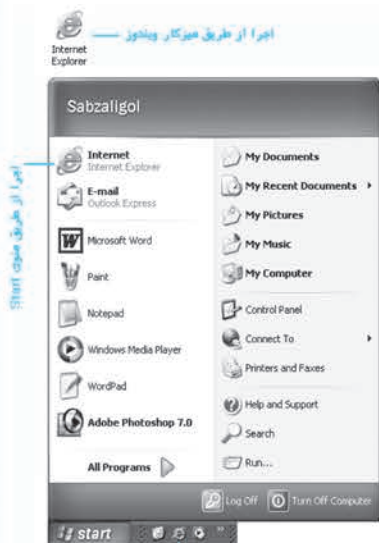 اجرا از طریق میزکار ویندوز
Internet
Explorer
Sabzaligol
اجرا از طریق منوی Start
Internet
Internet Explorer
E-mail
Outlook Express
Microsoft Word
Paint
Notepad
Windows Media Player
WordPad
Adobe Photoshop 7.0
All Programs
My Documents
My Recent Documents
My Pictures
My Music
My Computer
Control Panel
Connect To
Printers and Faxes
Help and Support
Search
Run...
Log Off
Turn Off Computer
start